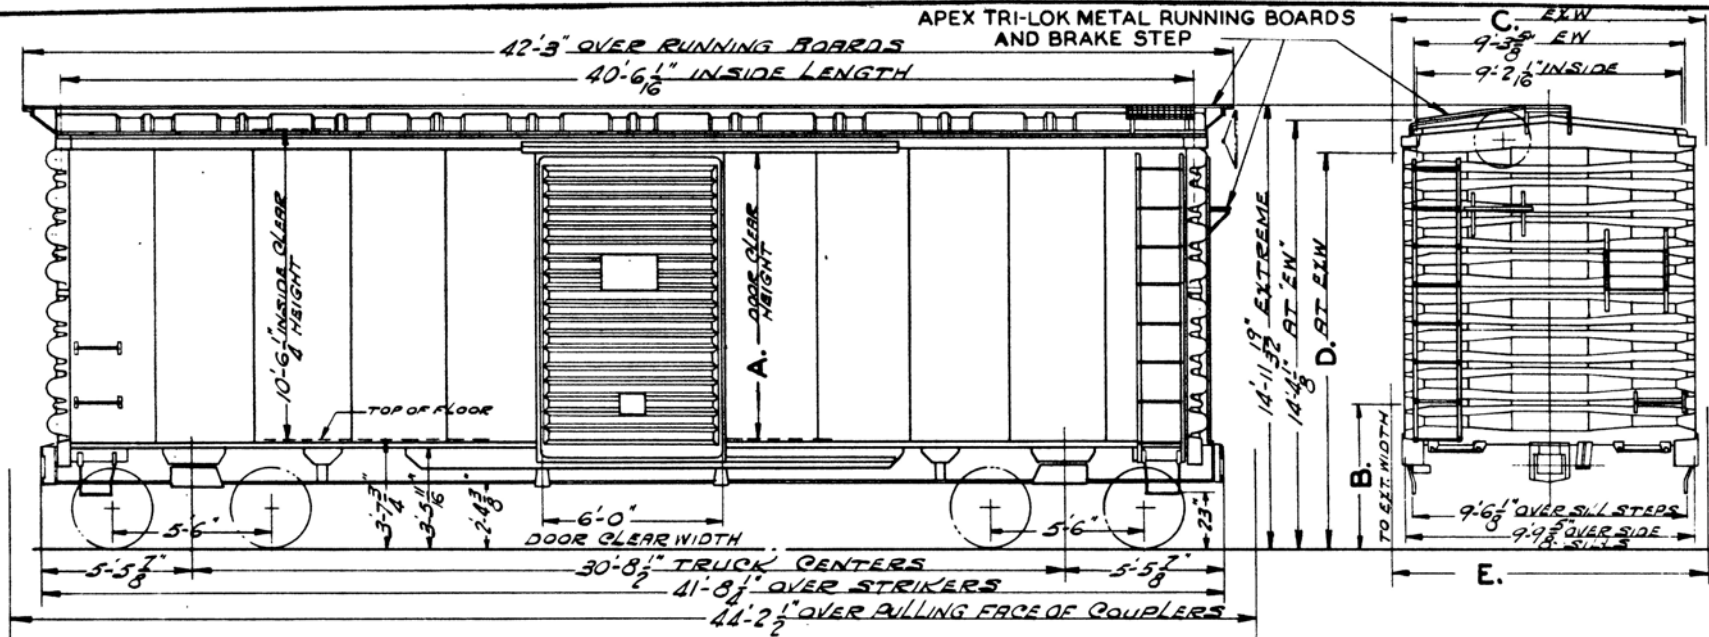 APEX TRI-LOK METAL RUNNING BOARDS
AND BRAKE STEP
C. EXW
42'-3" OVER RUNNING BOARDS
9'-3 5/8" EW
40'-6 1/16" INSIDE LENGTH
9'-2 1/16" INSIDE
10'-6 1/4" INSIDE CLEAR
HEIGHT
DOOR CLEAR
HEIGHT
A.
14'-11 19/32" EXTREME
14'-4 1/8" AT "EW"
D. AT EXW
TOP OF FLOOR
B.
TO EXT. WIDTH
3'-7 3/4"
3'-5 11/16"
2'-4 3/8"
23"
5'-6"
6'-0"
5'-6"
DOOR CLEAR WIDTH
9'-6 1/8" OVER SILL STEPS
9'-9 5/8" OVER SIDE
SILLS
5'-5 7/8"
30'-8 1/2" TRUCK CENTERS
5'-5 7/8"
E.
41'-8 1/4" OVER STRIKERS
44'-2 1/2" OVER PULLING FACE OF COUPLERS